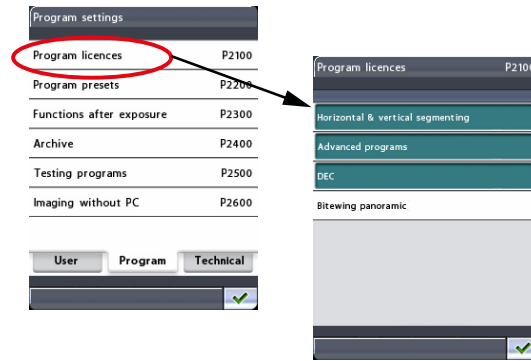 Program settings
Program licences P2100
Program presets P2200
Functions after exposure P2300
Archive P2400
Testing programs P2500
Imaging without PC P2600
User Program Technical
Program licences P2100
Horizontal & vertical segmenting
Advanced programs
DEC
Bitewing panoramic